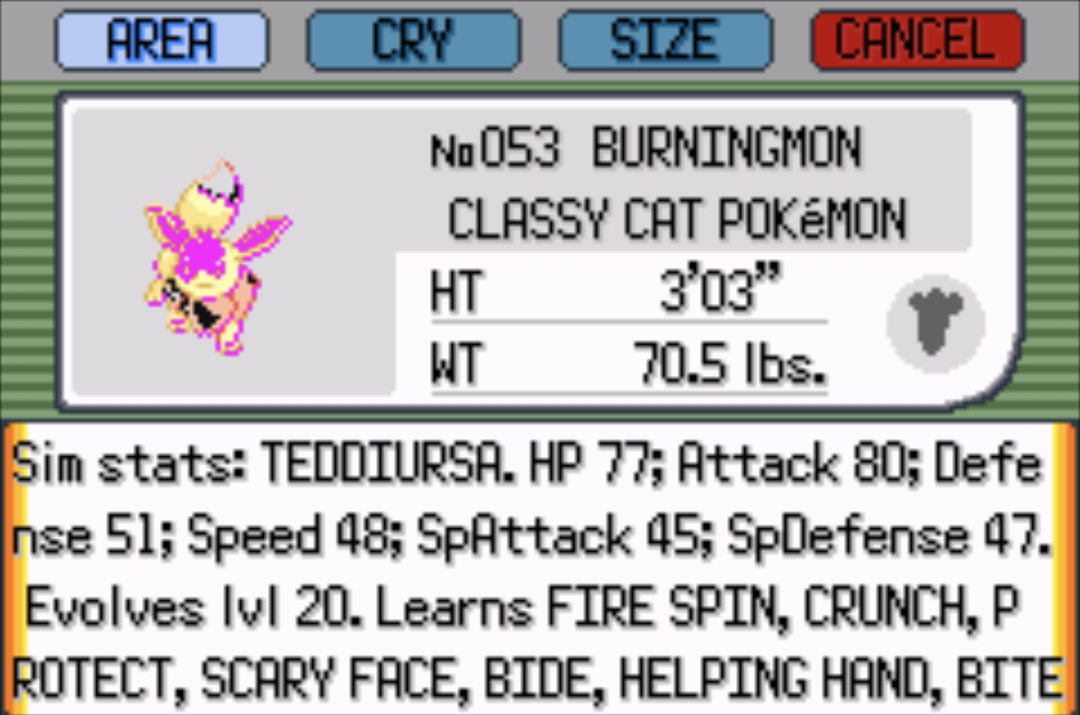 AREA CRY SIZE CANCEL
No053 BURNINGMON
CLASSY CAT POKéMON
HT 3'03"
WT 70.5 lbs.
Sim stats: TEDDIURSA. HP 77; Attack 80; Defe
nse 51; Speed 48; SpAttack 45; SpDefense 47.
Evolves lvl 20. Learns FIRE SPIN, CRUNCH, P
ROTECT, SCARY FACE, BIDE, HELPING HAND, BITE